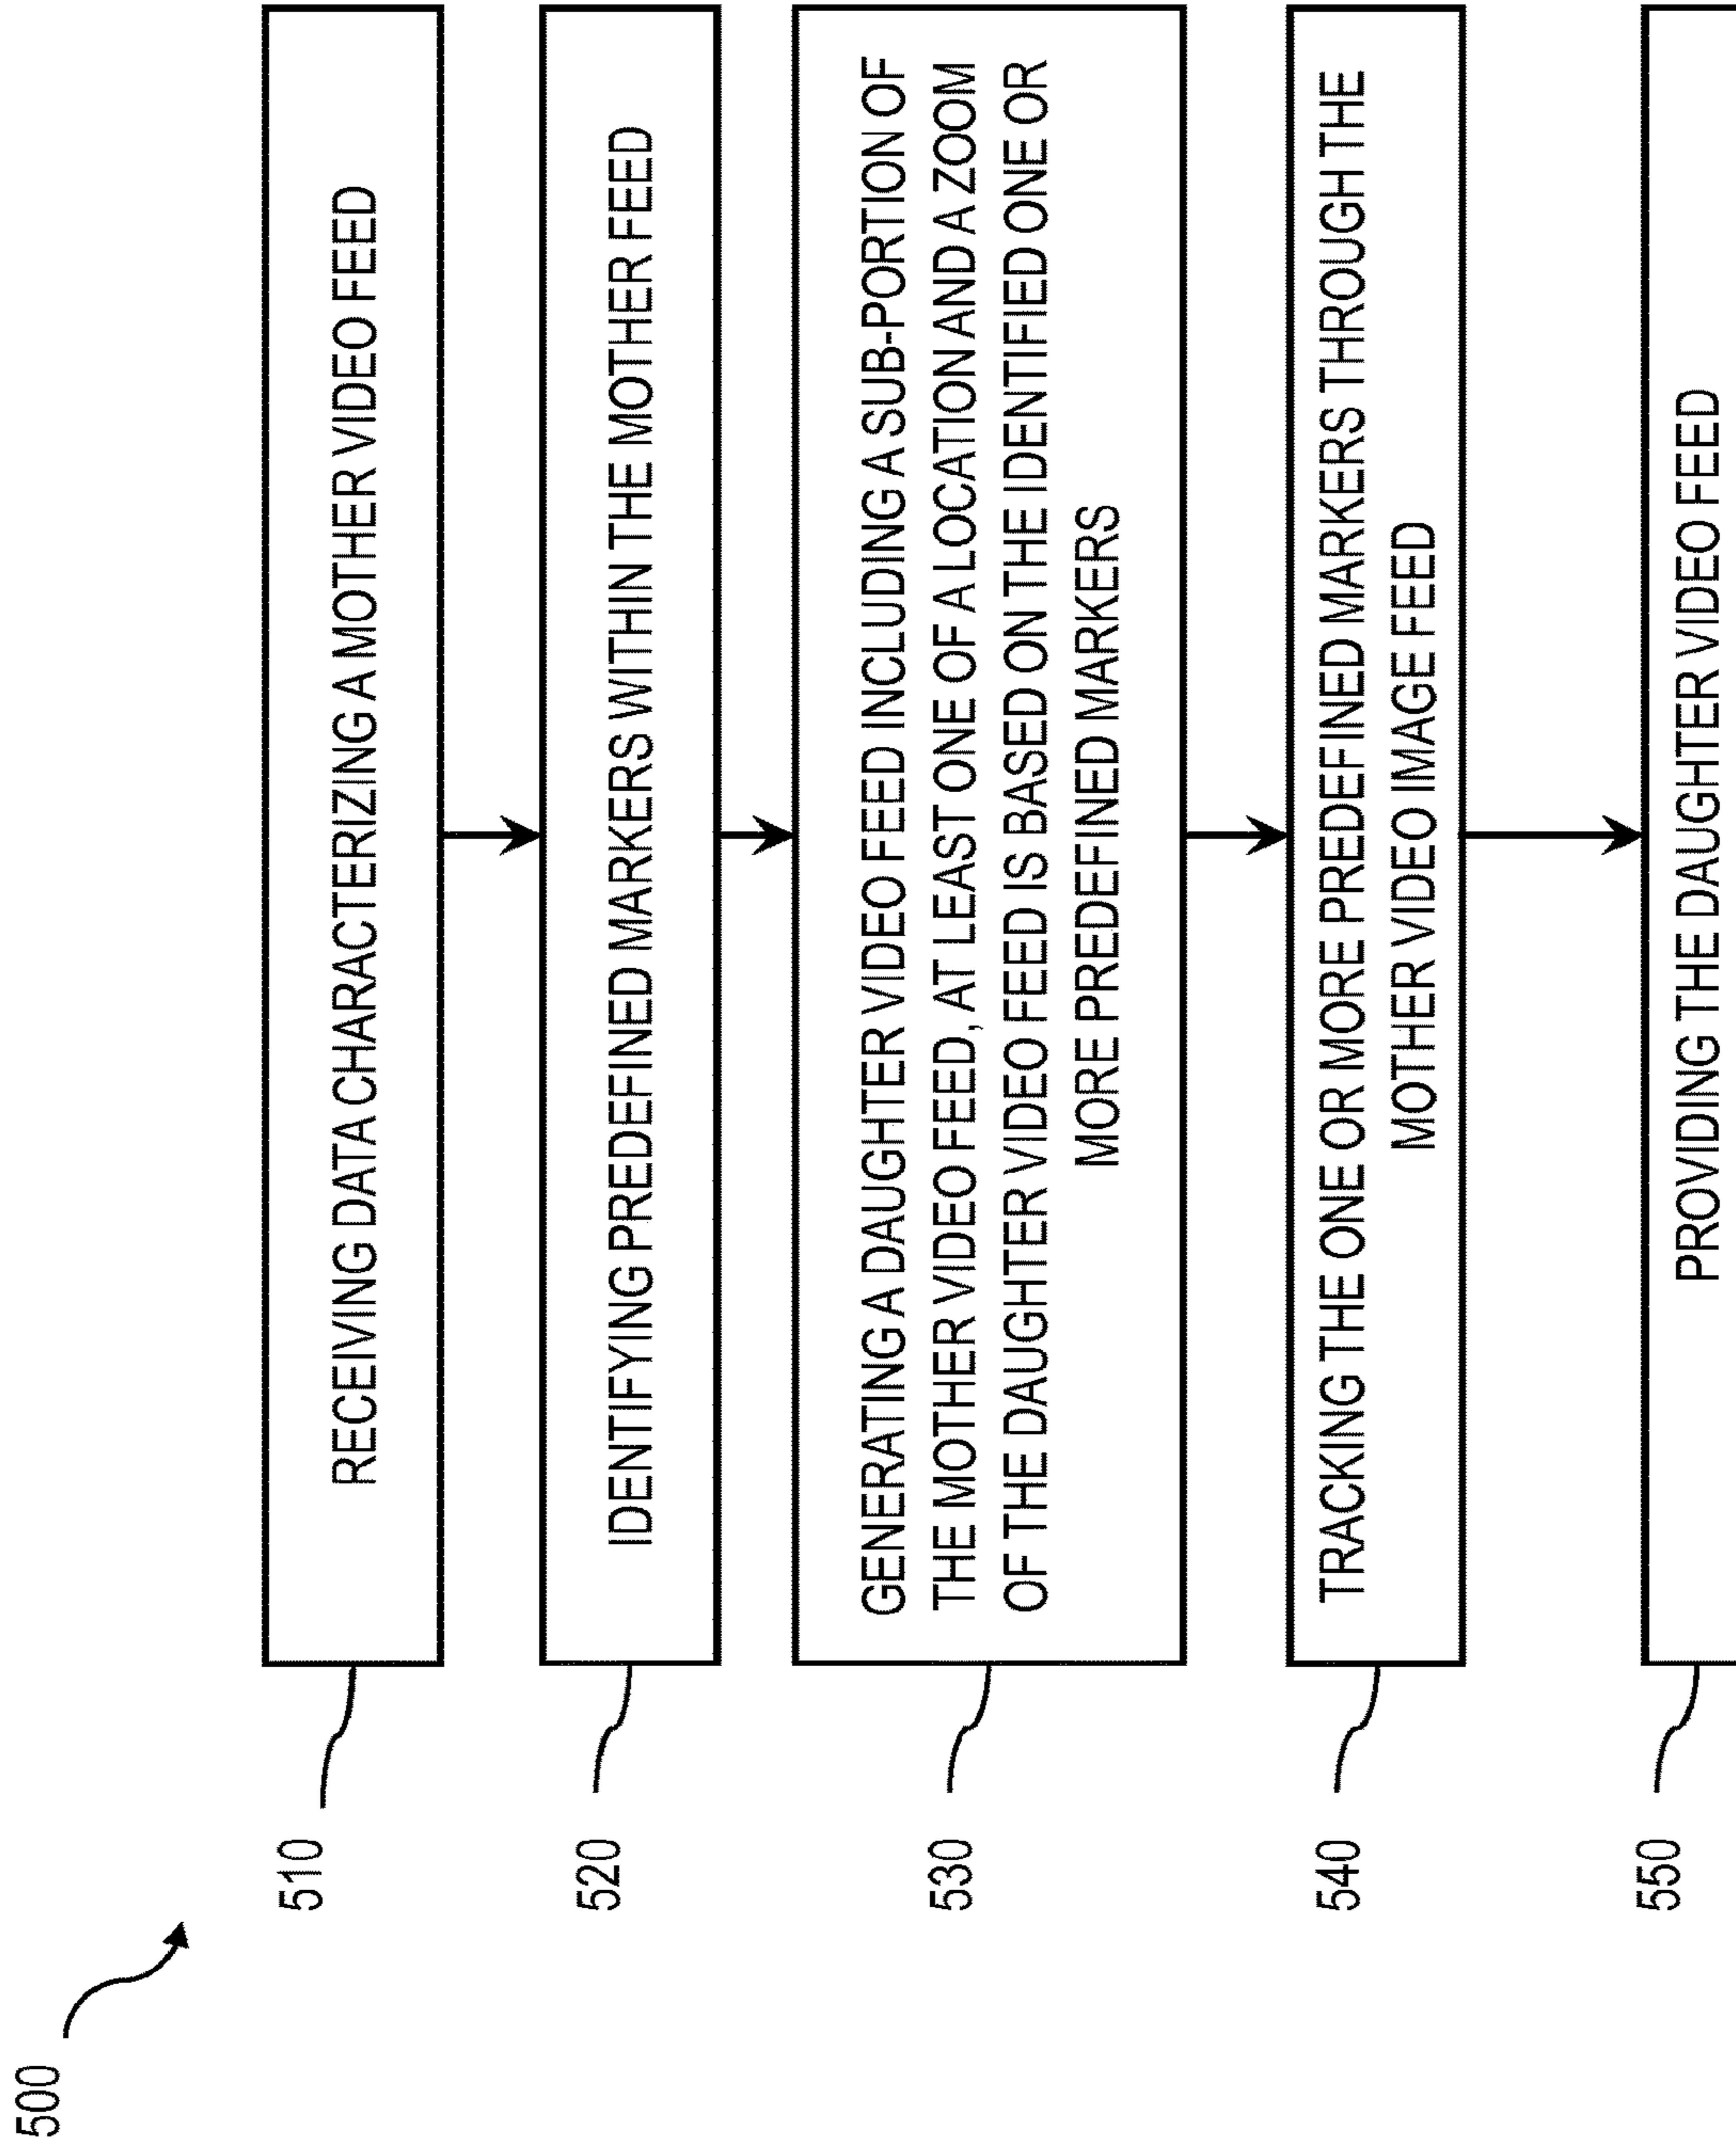 500
510
RECEIVING DATA CHARACTERIZING A MOTHER VIDEO FEED
520
IDENTIFYING PREDEFINED MARKERS WITHIN THE MOTHER FEED
530
GENERATING A DAUGHTER VIDEO FEED INCLUDING A SUB-PORTION OF
THE MOTHER VIDEO FEED, AT LEAST ONE OF A LOCATION AND A ZOOM
OF THE DAUGHTER VIDEO FEED IS BASED ON THE IDENTIFIED ONE OR
MORE PREDEFINED MARKERS
540
TRACKING THE ONE OR MORE PREDEFINED MARKERS THROUGH THE
MOTHER VIDEO IMAGE FEED
550
PROVIDING THE DAUGHTER VIDEO FEED